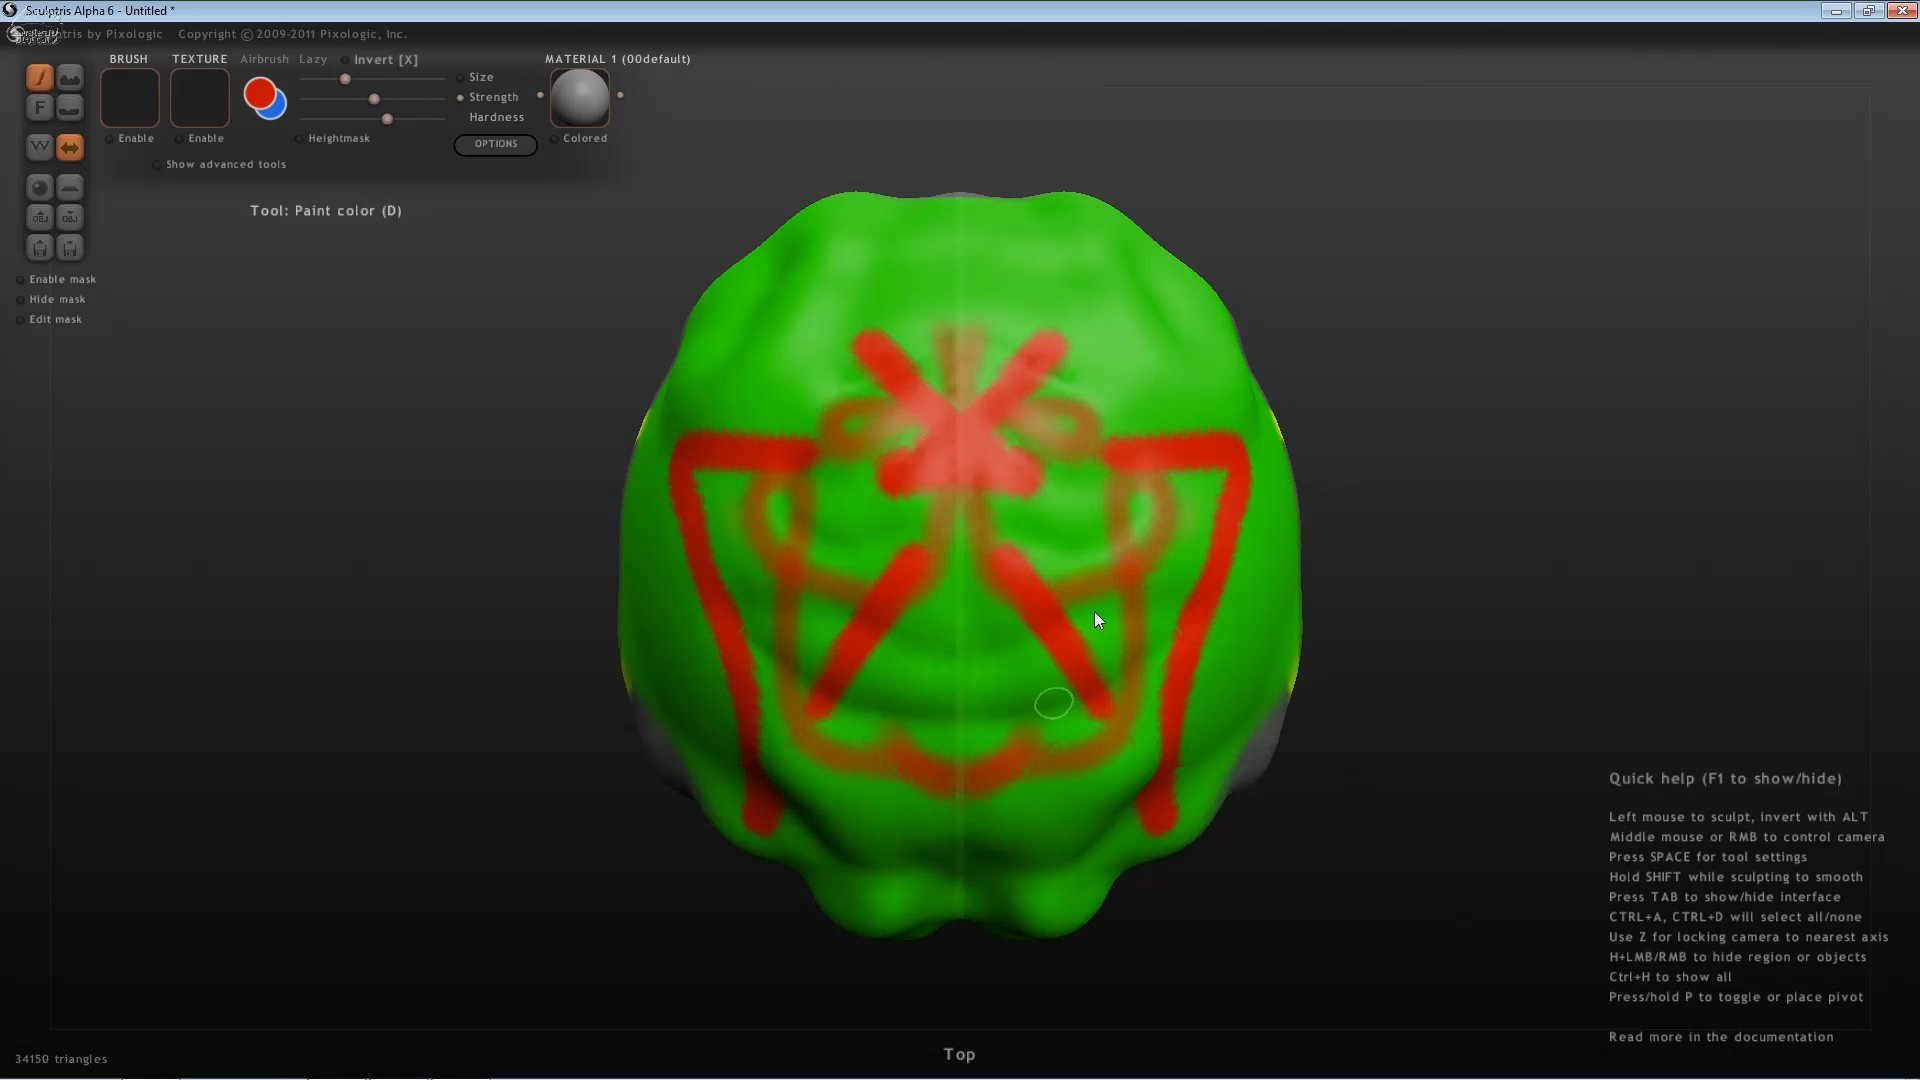 Sculptris Alpha 6 - Untitled *
tris by Pixologic Copyright © 2009-2011 Pixologic, Inc.
BRUSH TEXTURE Airbrush Lazy Invert [X] MATERIAL 1 (00default)
Size
Strength
Hardness
Enable Enable Heightmask OPTIONS Colored
Show advanced tools
Tool: Paint color (D)
F
OBJ OBJ
Enable mask
Hide mask
Edit mask
Quick help (F1 to show/hide)
Left mouse to sculpt, invert with ALT
Middle mouse or RMB to control camera
Press SPACE for tool settings
Hold SHIFT while sculpting to smooth
Press TAB to show/hide interface
CTRL+A, CTRL+D will select all/none
Use Z for locking camera to nearest axis
H+LMB/RMB to hide region or objects
Ctrl+H to show all
Press/hold P to toggle or place pivot
Read more in the documentation
34150 triangles
Top